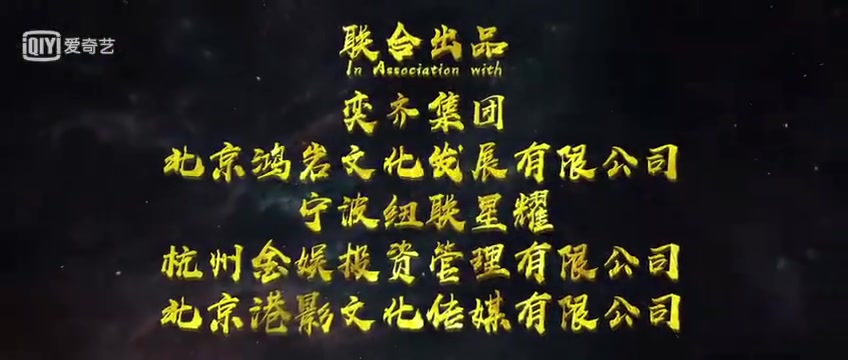 iQIYI 爱奇艺
联合出品
In Association with
奕齐集团
北京鸿岩文化发展有限公司
宁波纽联星耀
杭州金娱投资管理有限公司
北京港影文化传媒有限公司